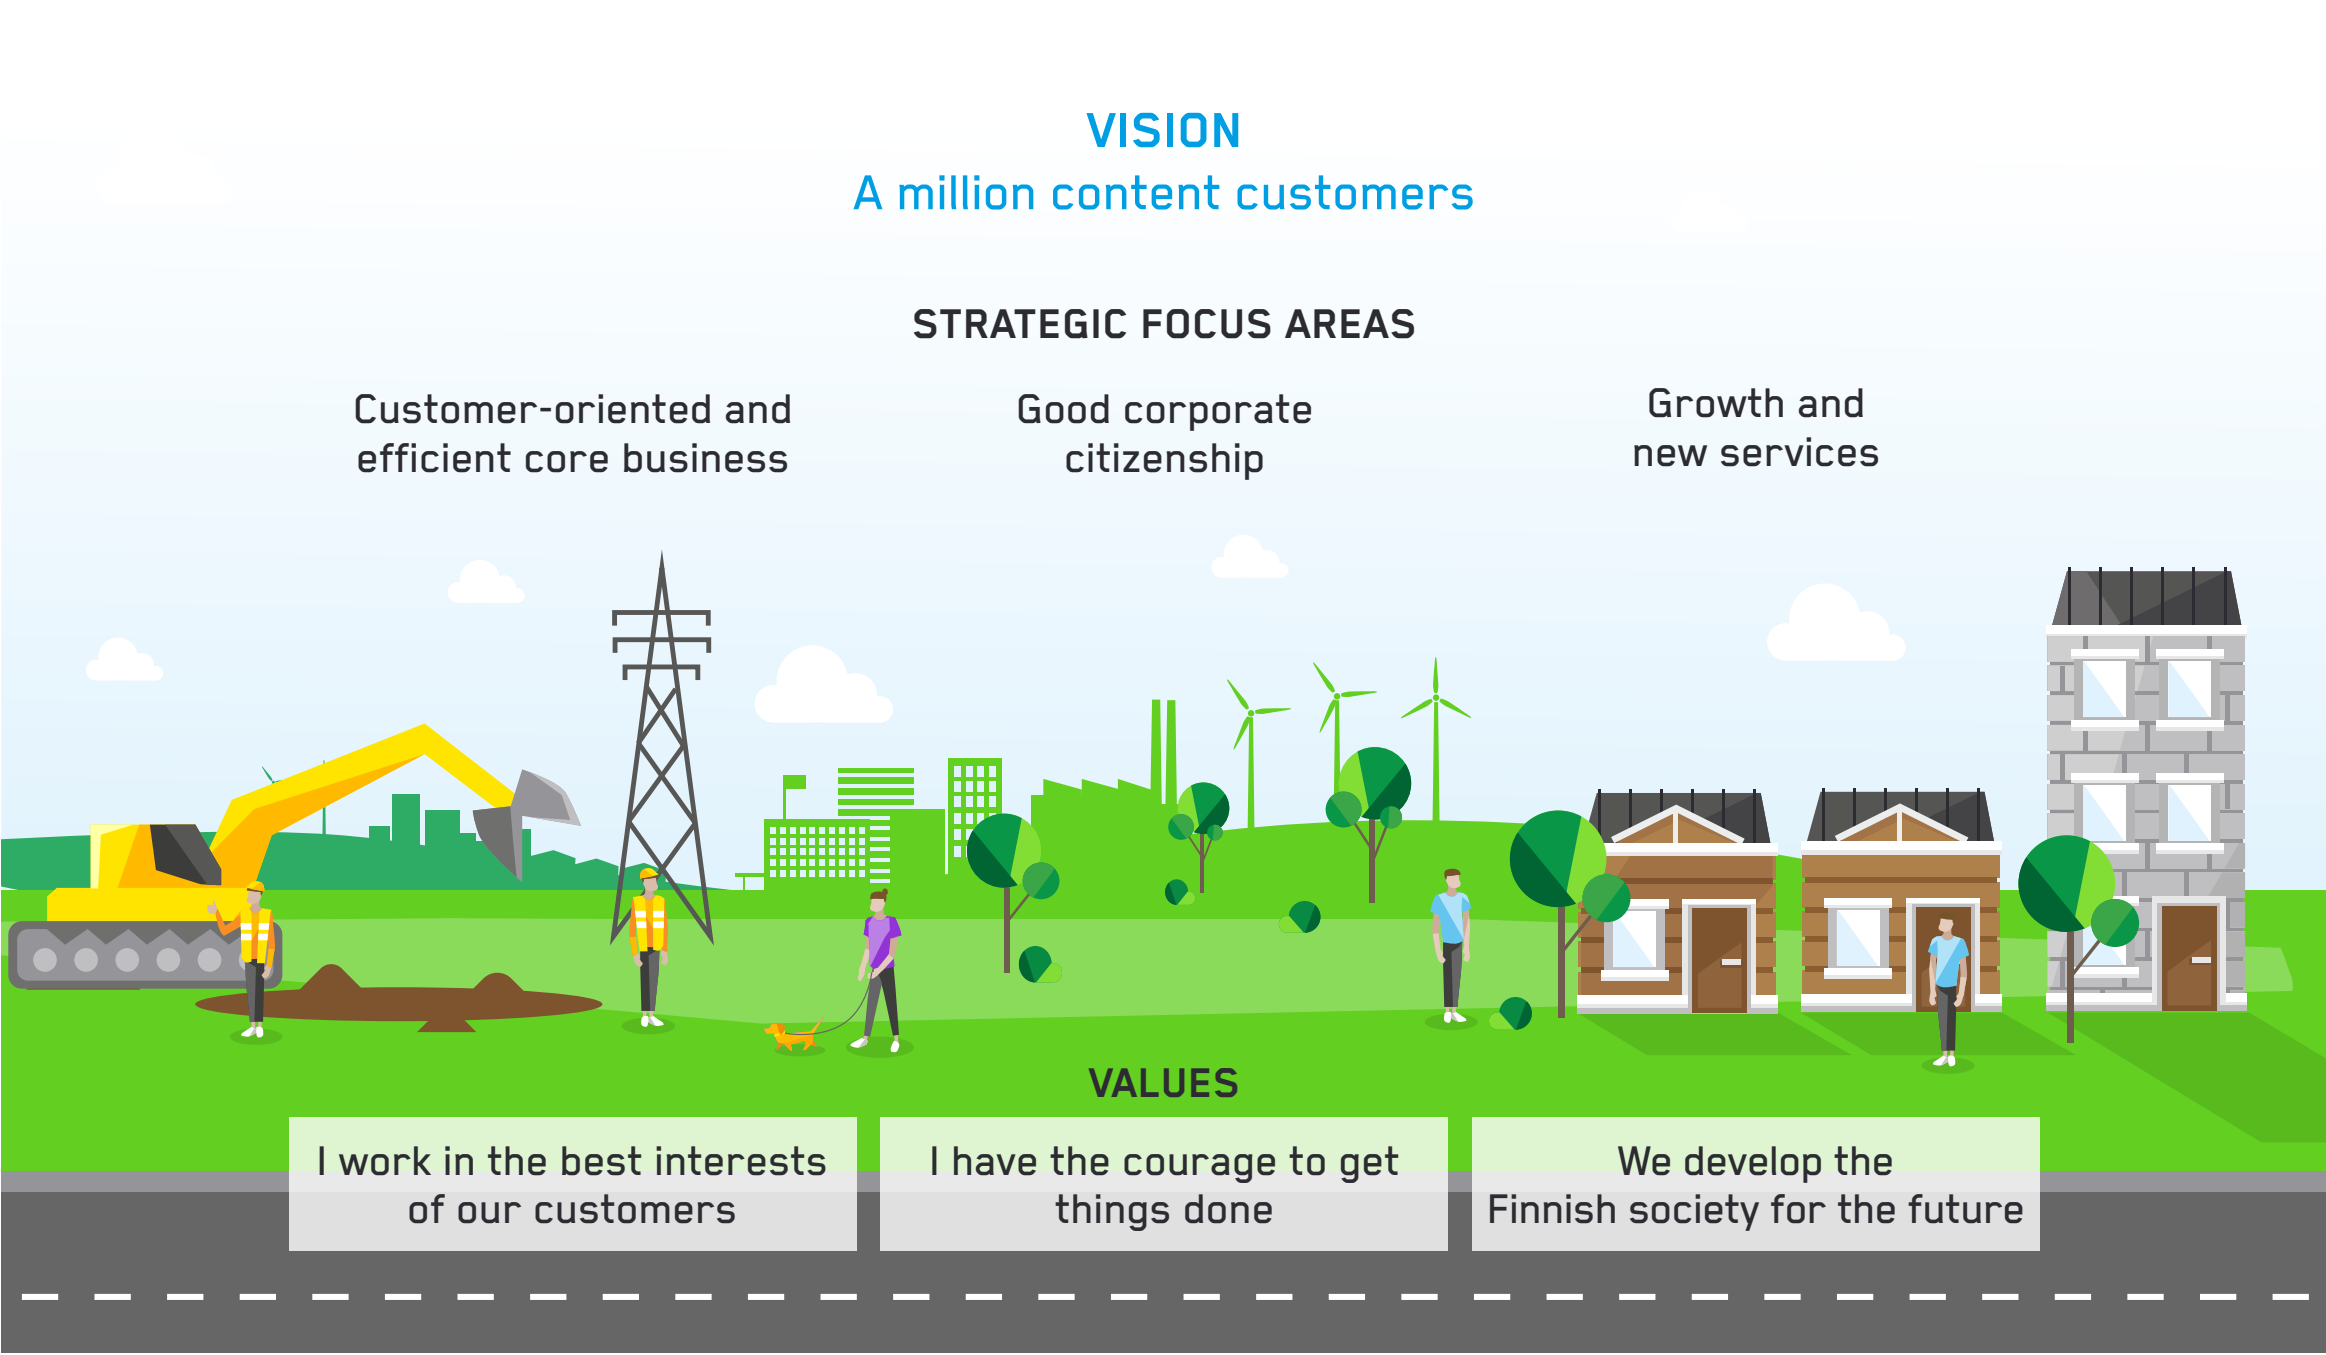 VISION
A million content customers
STRATEGIC FOCUS AREAS
Customer-oriented and
efficient core business
Good corporate
citizenship
Growth and
new services
VALUES
I work in the best interests
of our customers
I have the courage to get
things done
We develop the
Finnish society for the future